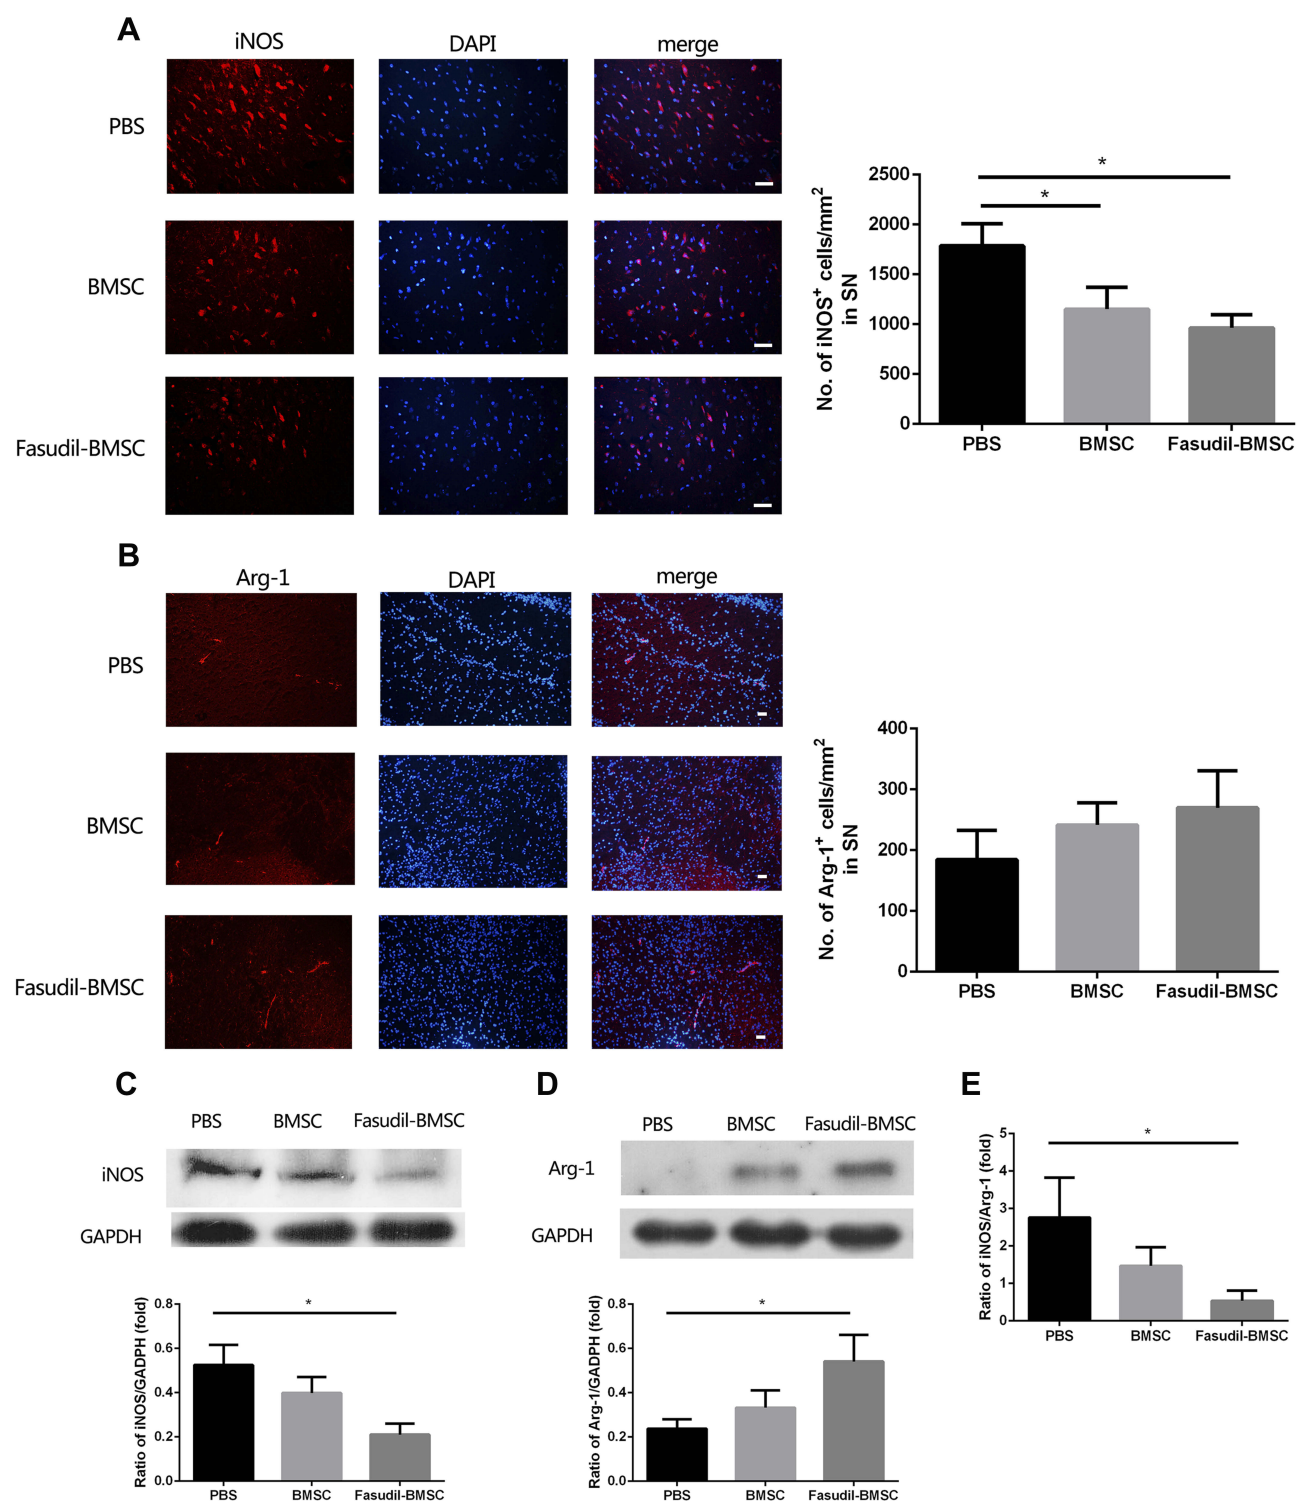 A
iNOS DAPI merge
PBS
BMSC
Fasudil-BMSC
No. of iNOS+ cells/mm2
in SN
2500
2000
1500
1000
500
0
*
*
PBS BMSC Fasudil-BMSC
B
Arg-1 DAPI merge
PBS
BMSC
Fasudil-BMSC
No. of Arg-1+ cells/mm2
in SN
400
300
200
100
0
PBS BMSC Fasudil-BMSC
C
PBS BMSC Fasudil-BMSC
iNOS
GAPDH
Ratio of iNOS/GADPH (fold)
0.8
0.6
0.4
0.2
0.0
*
PBS BMSC Fasudil-BMSC
D
PBS BMSC Fasudil-BMSC
Arg-1
GAPDH
Ratio of Arg-1/GADPH (fold)
0.8
0.6
0.4
0.2
0.0
*
PBS BMSC Fasudil-BMSC
E
Ratio of iNOS/Arg-1 (fold)
5
4
3
2
1
0
*
PBS BMSC Fasudil-BMSC